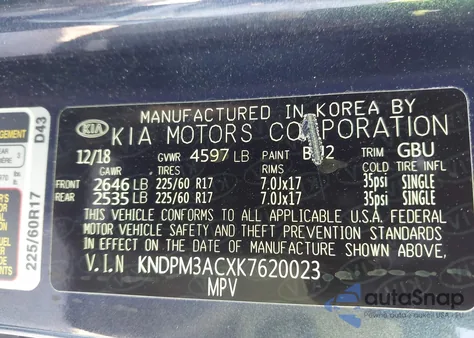 MANUFACTURED IN KOREA BY
KIA KIA MOTORS CORPORATION
12/18 GVWR 4597 LB PAINT TRIM GBU
TIRES RIMS COLD TIRE INFL
FRONT 2646 LB 225/60 R17 7.0Jx17 35psi SINGLE
REAR 2535 LB 225/60 R17 7.0Jx17 35psi SINGLE
THIS VEHICLE CONFORMS TO ALL APPLICABLE U.S.A. FEDERAL
MOTOR VEHICLE SAFETY AND THEFT PREVENTION STANDARDS
IN EFFECT ON THE DATE OF MANUFACTURE SHOWN ABOVE.
V.I.N KNDPM3ACXK7620023
MPV
D43
225/60R17
autoSnap